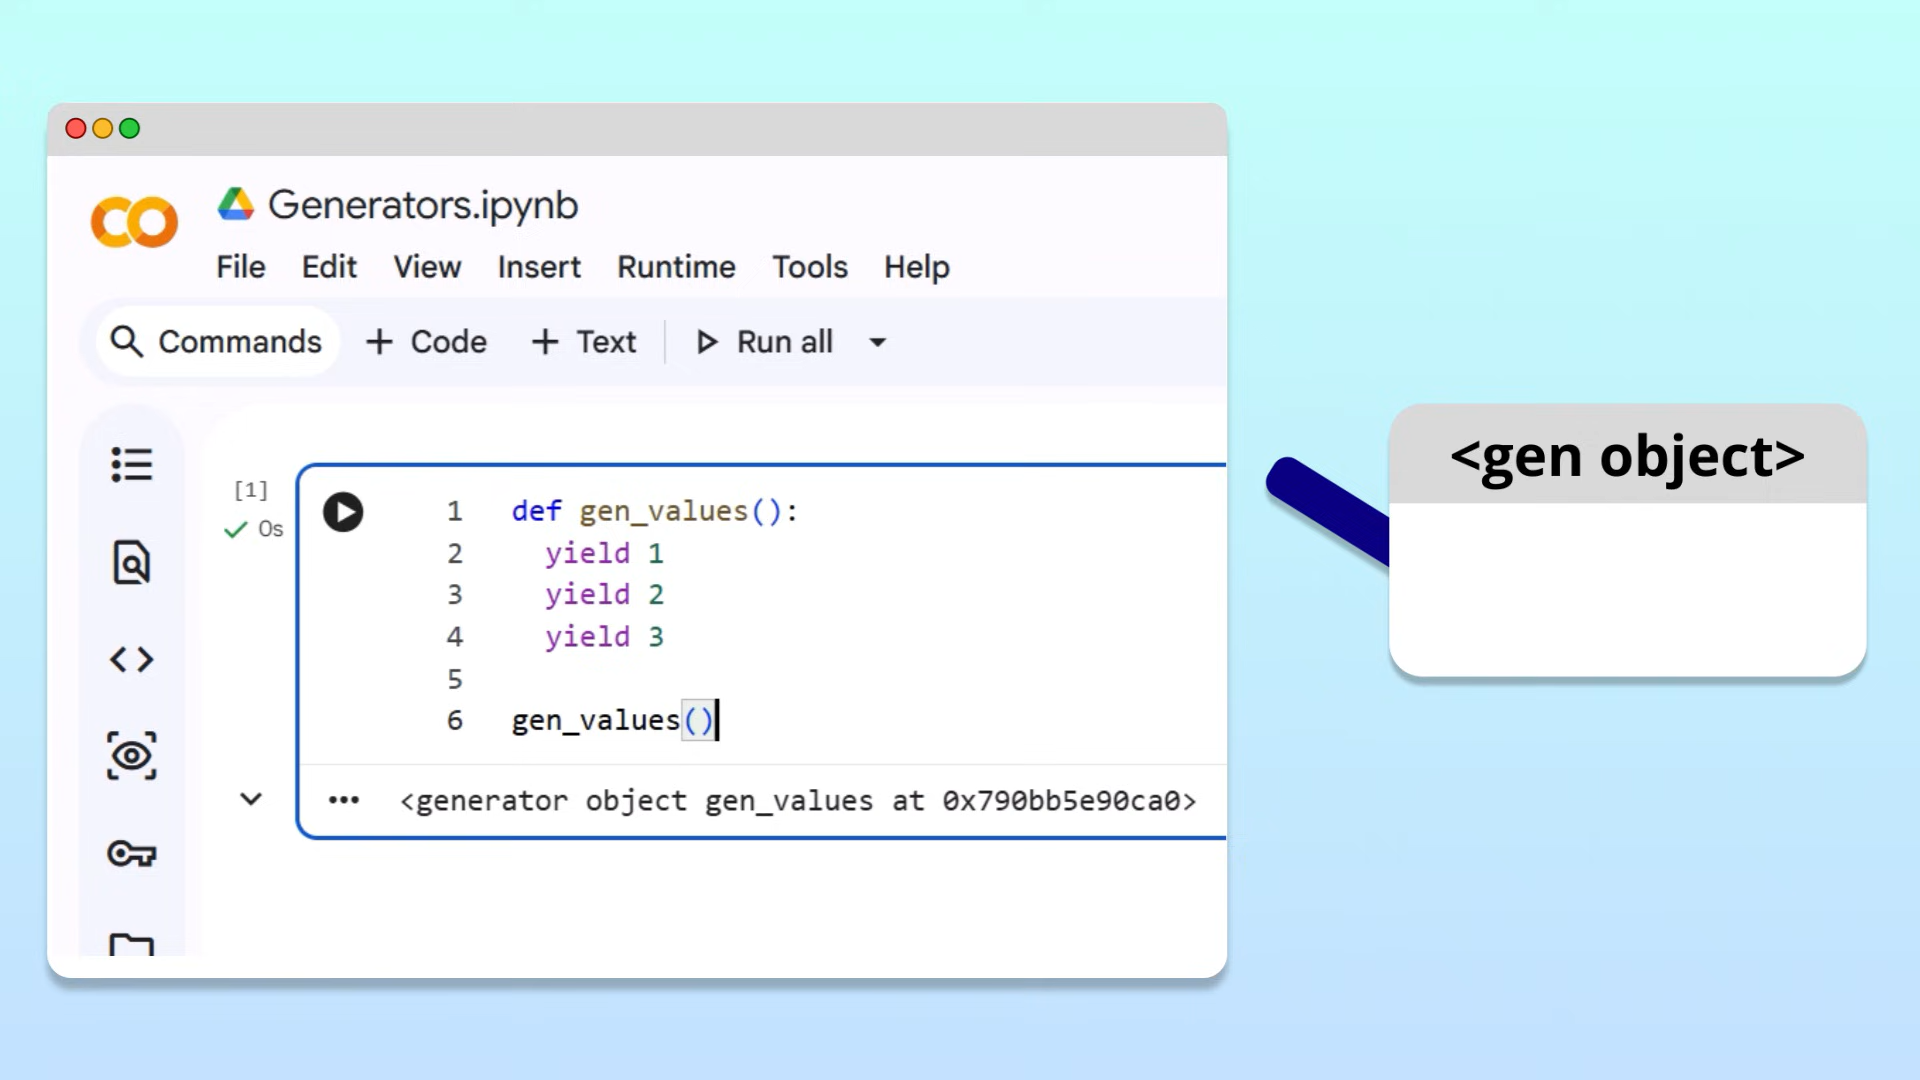 Generators.ipynb
File Edit View Insert Runtime Tools Help
Commands + Code + Text Run all
[1]
0s
1 def gen_values():
2 yield 1
3 yield 2
4 yield 3
5
6 gen_values()
<generator object gen_values at 0x790bb5e90ca0>
<gen object>